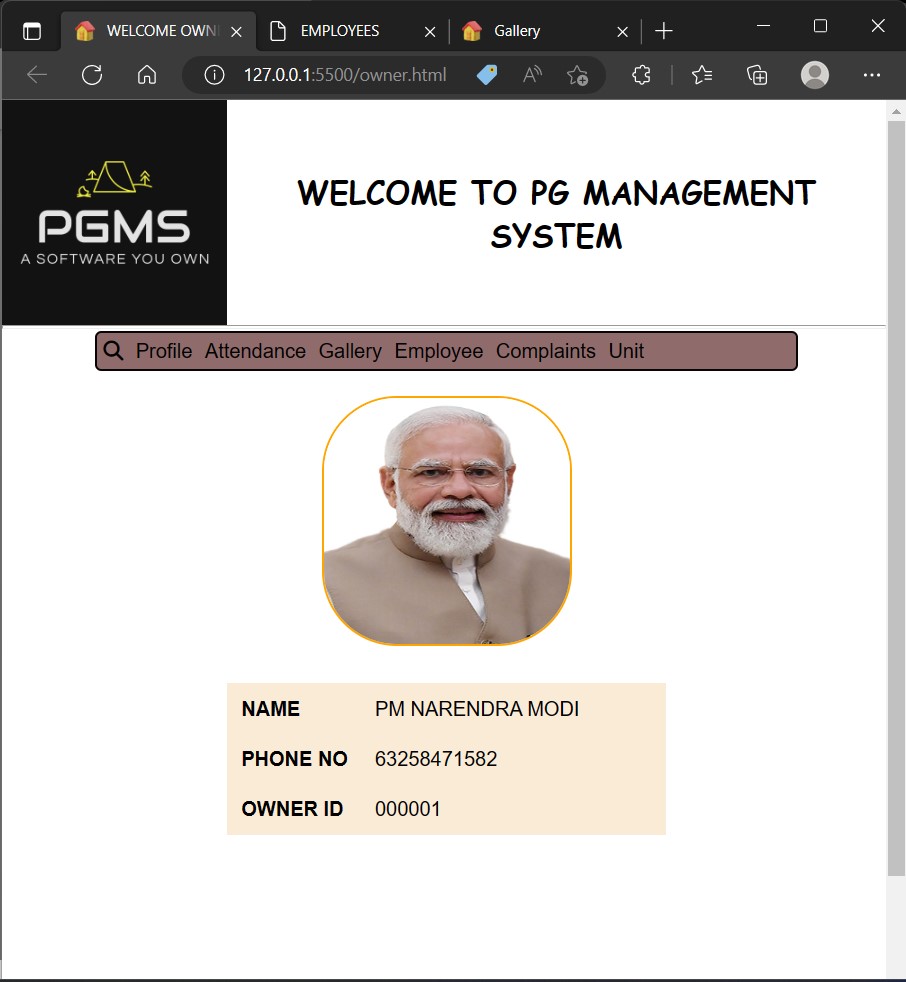 WELCOME OWN
EMPLOYEES
Gallery
127.0.0.1:5500/owner.html
PGMS
A SOFTWARE YOU OWN
WELCOME TO PG MANAGEMENT
SYSTEM
Profile Attendance Gallery Employee Complaints Unit
NAME PM NARENDRA MODI
PHONE NO 63258471582
OWNER ID 000001